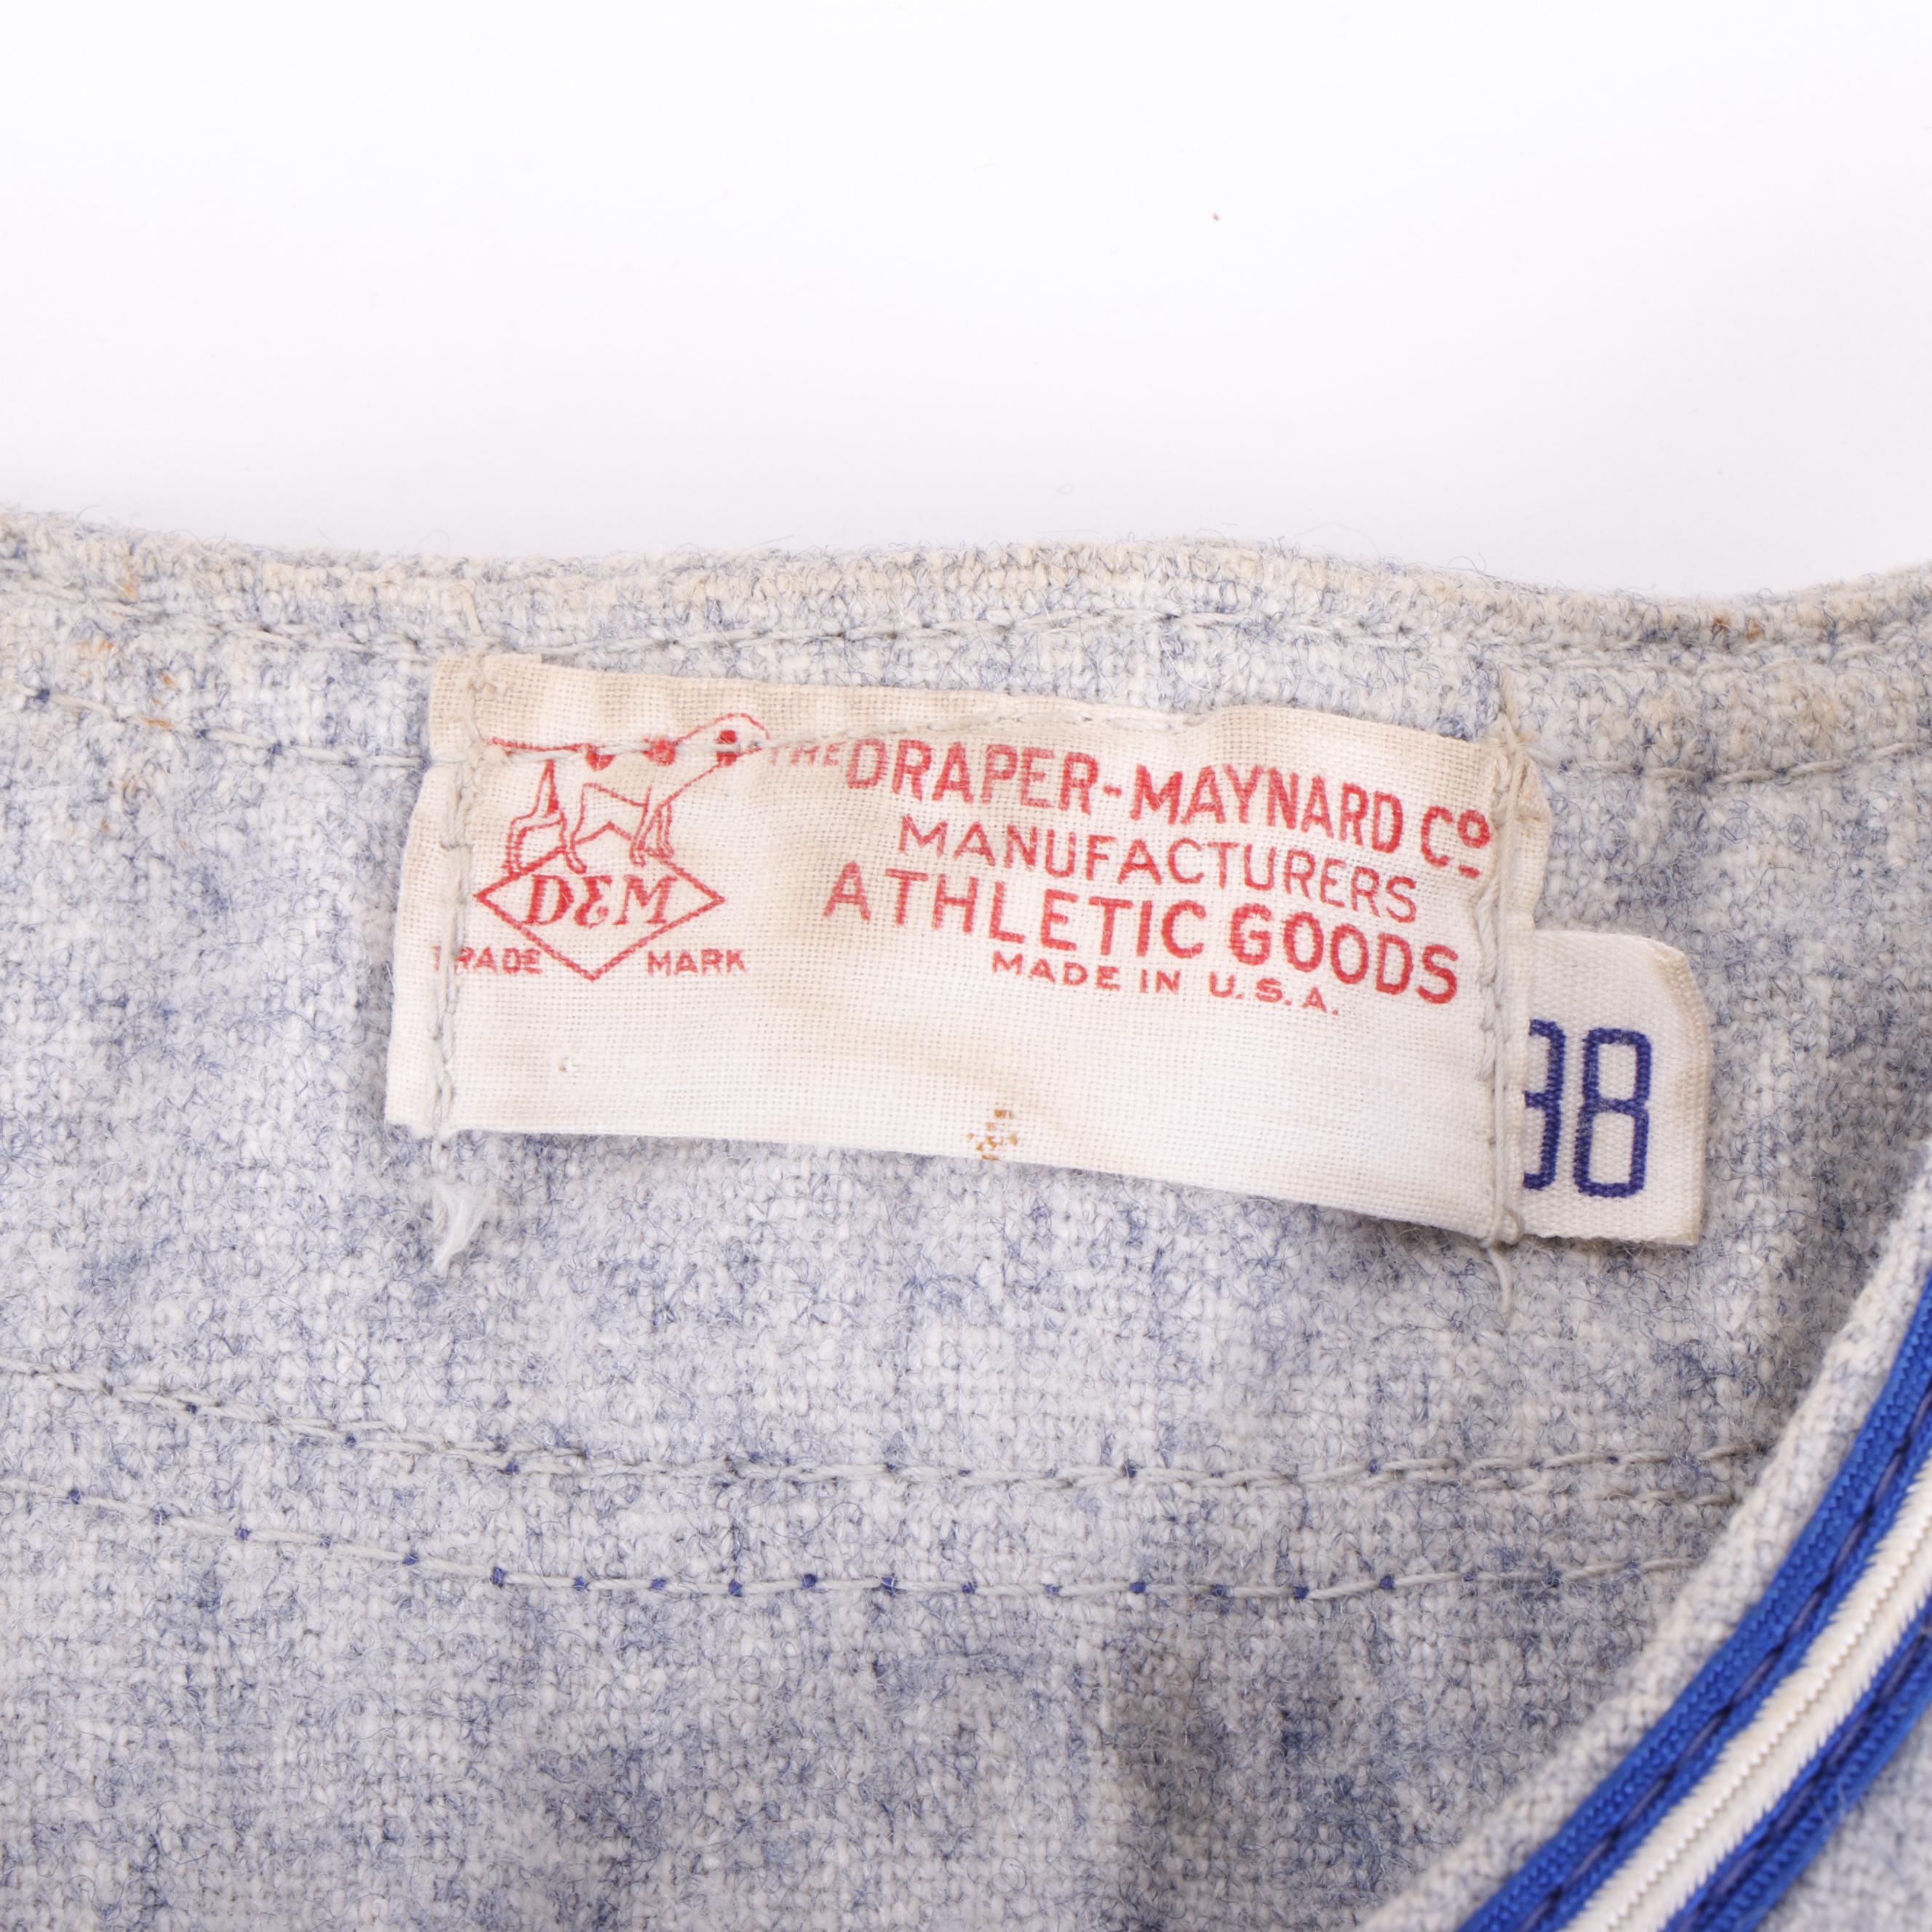 THE DRAPER-MAYNARD Cº
MANUFACTURERS
ATHLETIC GOODS
MADE IN U.S.A.
D&M
TRADE MARK
38